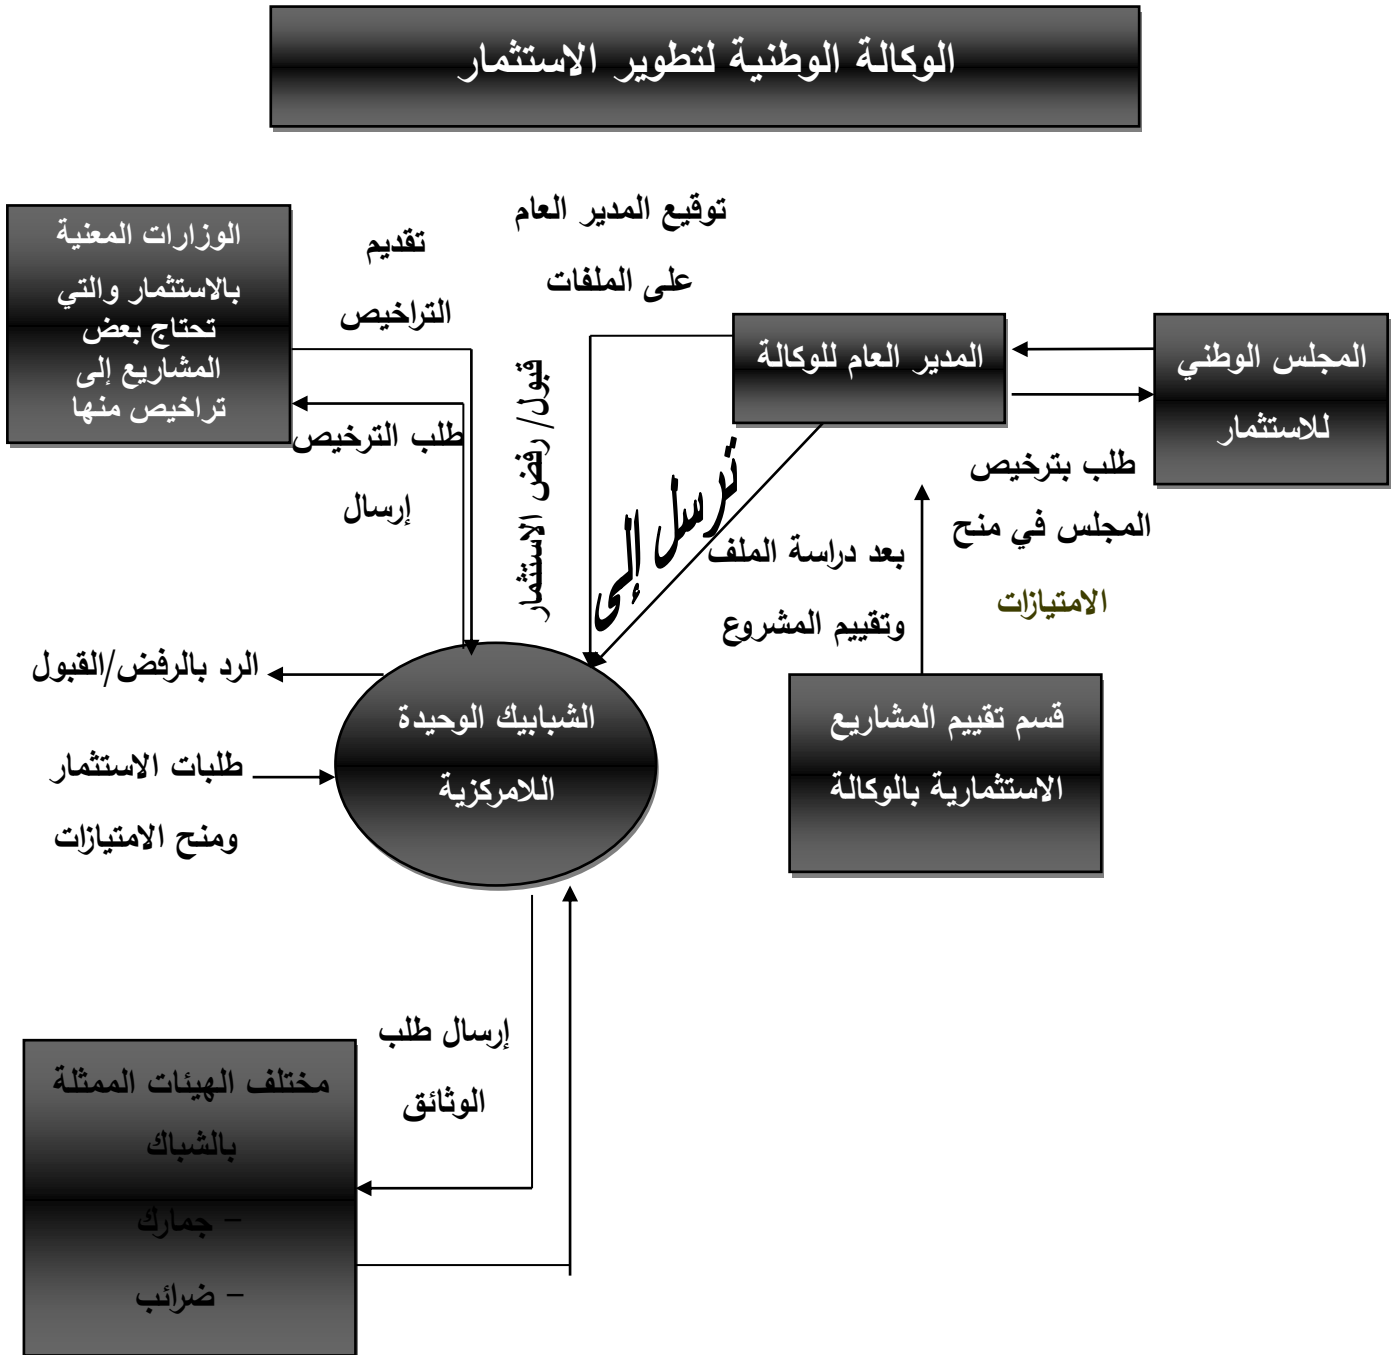 الوكالة الوطنية لتطوير الاستثمار
توقيع المدير العام
على الملفات
الوزارات المعنية
بالاستثمار والتي
تحتاج بعض
المشاريع إلى
تراخيص منها
تقديم
التراخيص
طلب الترخيص
إرسال
قبول/ رفض الاستثمار
المدير العام للوكالة
المجلس الوطني
للاستثمار
ترسل إلى
طلب بترخيص
المجلس في منح
الامتيازات
بعد دراسة الملف
وتقييم المشروع
قسم تقييم المشاريع
الاستثمارية بالوكالة
الرد بالرفض/القبول
الشبابيك الوحيدة
اللامركزية
طلبات الاستثمار
ومنح الامتيازات
إرسال طلب
الوثائق
مختلف الهيئات الممثلة
بالشباك
- جمارك
- ضرائب